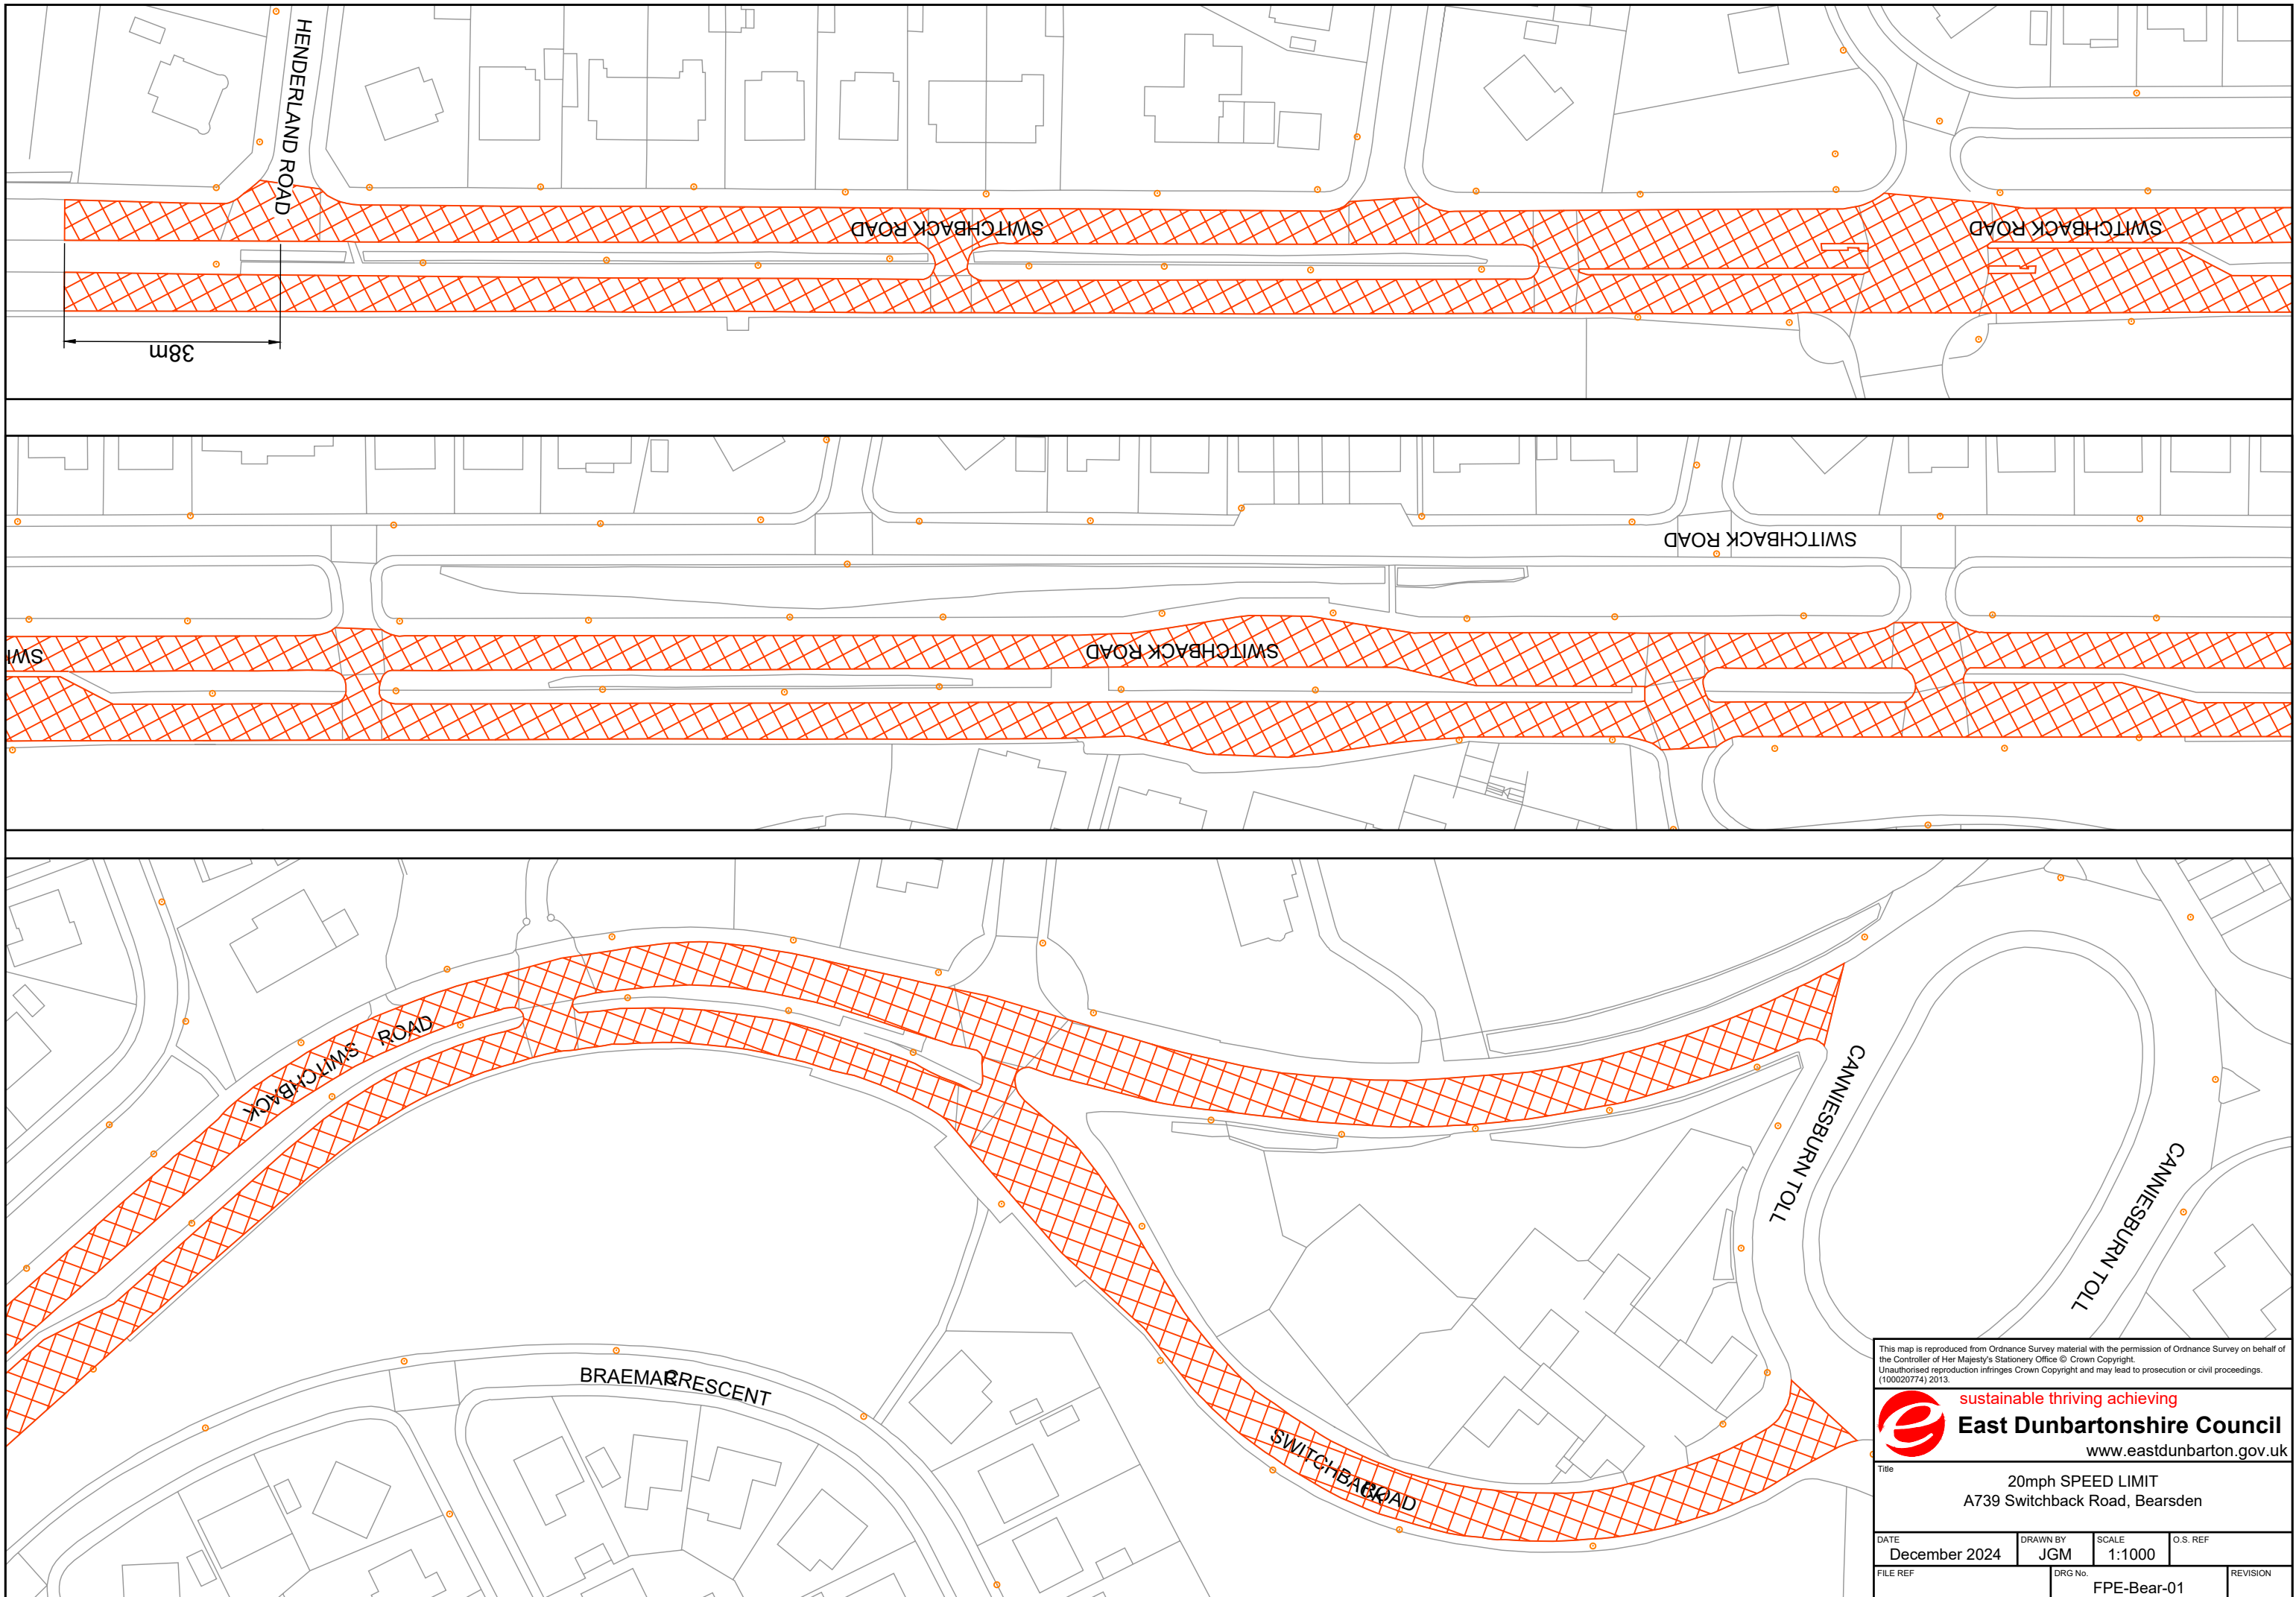 HENDERLAND ROAD
SWITCHBACK ROAD
SWITCHBACK ROAD
38m
SWITCHBACK ROAD
SWI
SWITCHBACK ROAD
SWITCHBACK ROAD
CANNIESBURN TOLL
CANNIESBURN TOLL
BRAEMAR CRESCENT
SWITCHBACK ROAD
This map is reproduced from Ordnance Survey material with the permission of Ordnance Survey on behalf of
the Controller of Her Majesty's Stationery Office © Crown Copyright.
Unauthorised reproduction infringes Crown Copyright and may lead to prosecution or civil proceedings.
(100020774) 2013.
sustainable thriving achieving
East Dunbartonshire Council
www.eastdunbarton.gov.uk
Title
20mph SPEED LIMIT
A739 Switchback Road, Bearsden
DATE
December 2024
DRAWN BY
JGM
SCALE
1:1000
O.S. REF
FILE REF
DRG No.
FPE-Bear-01
REVISION